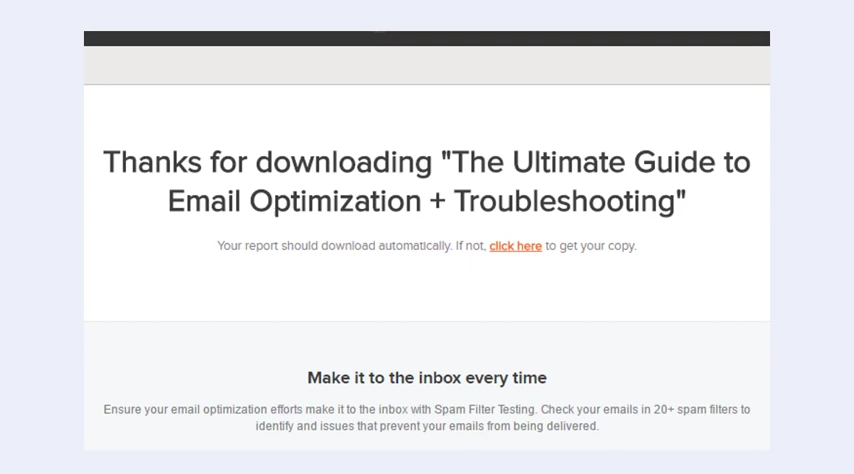 Thanks for downloading "The Ultimate Guide to
Email Optimization + Troubleshooting"
Your report should download automatically. If not, click here to get your copy.
Make it to the inbox every time
Ensure your email optimization efforts make it to the inbox with Spam Filter Testing. Check your emails in 20+ spam filters to
identify and issues that prevent your emails from being delivered.